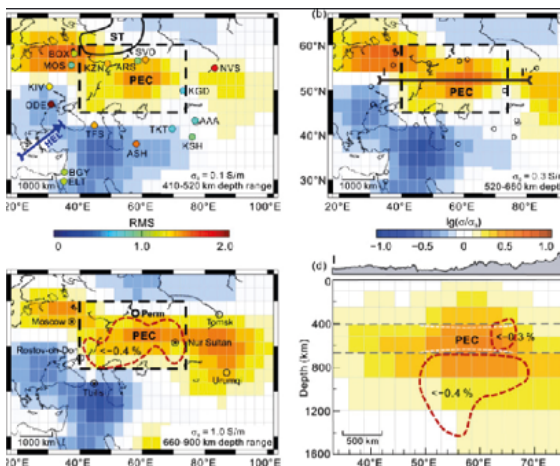 ST
BOX
SVD
MOS
KZN
ARS
NVS
PEC
KIV
KGD
ODE
AAA
TFS
TKT
HEL
ASH
KSH
BGY
ELT
1000 km
σ₀ = 0.1 S/m
410-520 km depth range
20°E 40°E 60°E 80°E 100°E
(b)
60°N
I
I'
PEC
50°N
40°N
30°N
1000 km
σ₀ = 0.3 S/m
520-660 km depth
20°E 40°E 60°E 80°E
RMS
0 1.0 2.0
lg(σ/σ₀)
-1.0 -0.5 0 0.5 1.0
Perm
Moscow
PEC
Tomsk
<-0.4 %
Nur Sultan
Rostov-on-Don
Urumqi
1000 km
σ₀ = 1.0 S/m
660-900 km depth range
20°E 40°E 60°E 80°E 100°E
(d)
I
0
400
PEC
<-0.3 %
800
<-0.4 %
1200
1600
Depth (km)
500 km
40°E 50°E 60°E 70°E